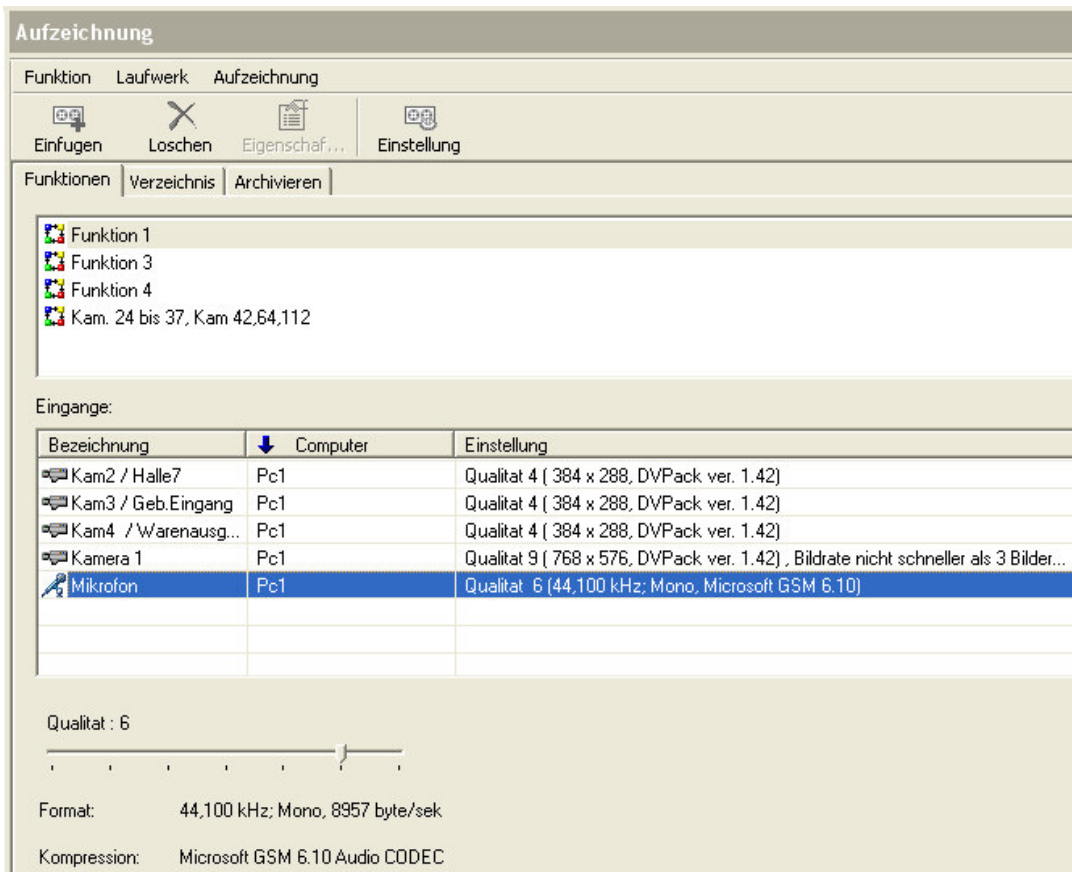 Aufzeichnung
Funktion Laufwerk Aufzeichnung
Einfugen Loschen Eigenschaf... Einstellung
Funktionen Verzeichnis Archivieren
Funktion 1
Funktion 3
Funktion 4
Kam. 24 bis 37, Kam 42,64,112
Eingange:
Bezeichnung Computer Einstellung
Kam2 / Halle7 Pc1 Qualitat 4 ( 384 x 288, DVPack ver. 1.42)
Kam3 / Geb.Eingang Pc1 Qualitat 4 ( 384 x 288, DVPack ver. 1.42)
Kam4 / Warenausg... Pc1 Qualitat 4 ( 384 x 288, DVPack ver. 1.42)
Kamera 1 Pc1 Qualitat 9 ( 768 x 576, DVPack ver. 1.42) , Bildrate nicht schneller als 3 Bilder...
Mikrofon Pc1 Qualitat 6 (44,100 kHz; Mono, Microsoft GSM 6.10)
Qualitat : 6
Format: 44,100 kHz; Mono, 8957 byte/sek
Kompression: Microsoft GSM 6.10 Audio CODEC